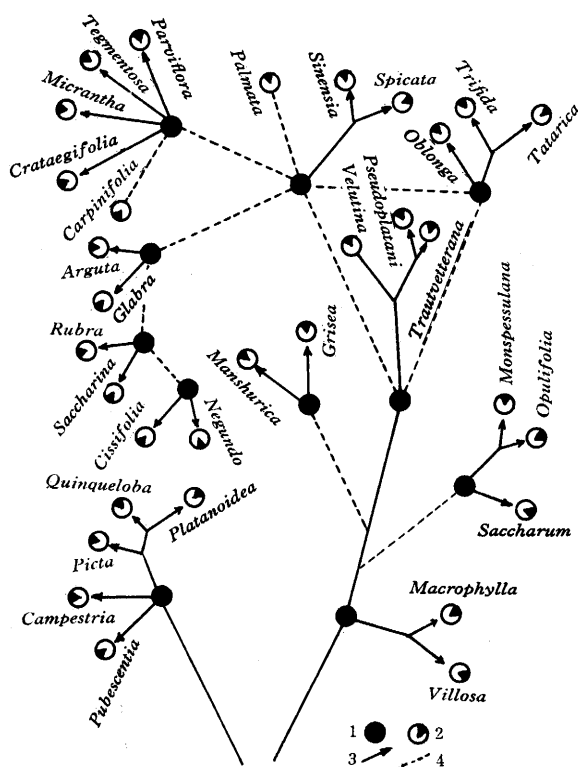 Parviflora
Tegmentosa
Micrantha
Crataegifolia
Carpinifolia
Palmata
Sinensia
Spicata
Trifida
Tatarica
Oblonga
Pseudoplatani
Velutina
Trautvetterana
Arguta
Glabra
Rubra
Saccharina
Cissifolia
Negundo
Manshurica
Grisea
Monspessulana
Opulifolia
Saccharum
Quinqueloba
Platanoidea
Picta
Campestria
Pubescentia
Macrophylla
Villosa
1 2
3 4